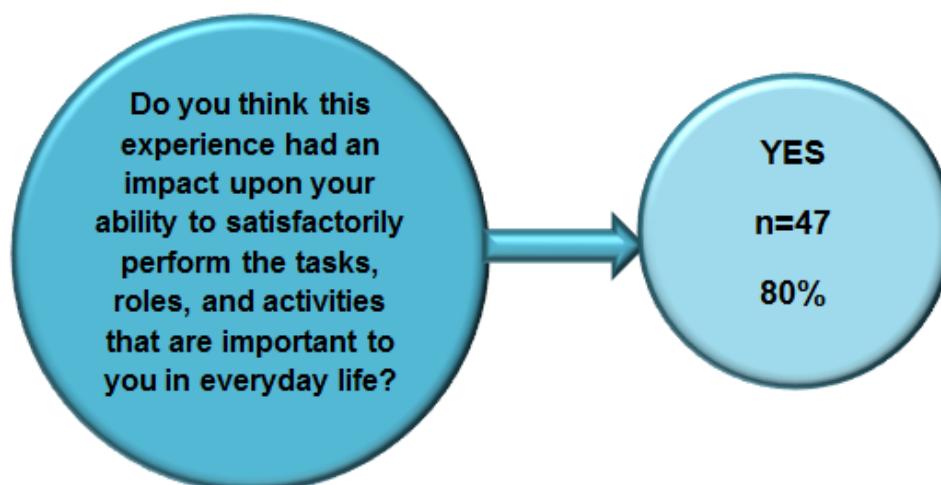 Do you think this
experience had an
impact upon your
ability to satisfactorily
perform the tasks,
roles, and activities
that are important to
you in everyday life?
YES
n=47
80%